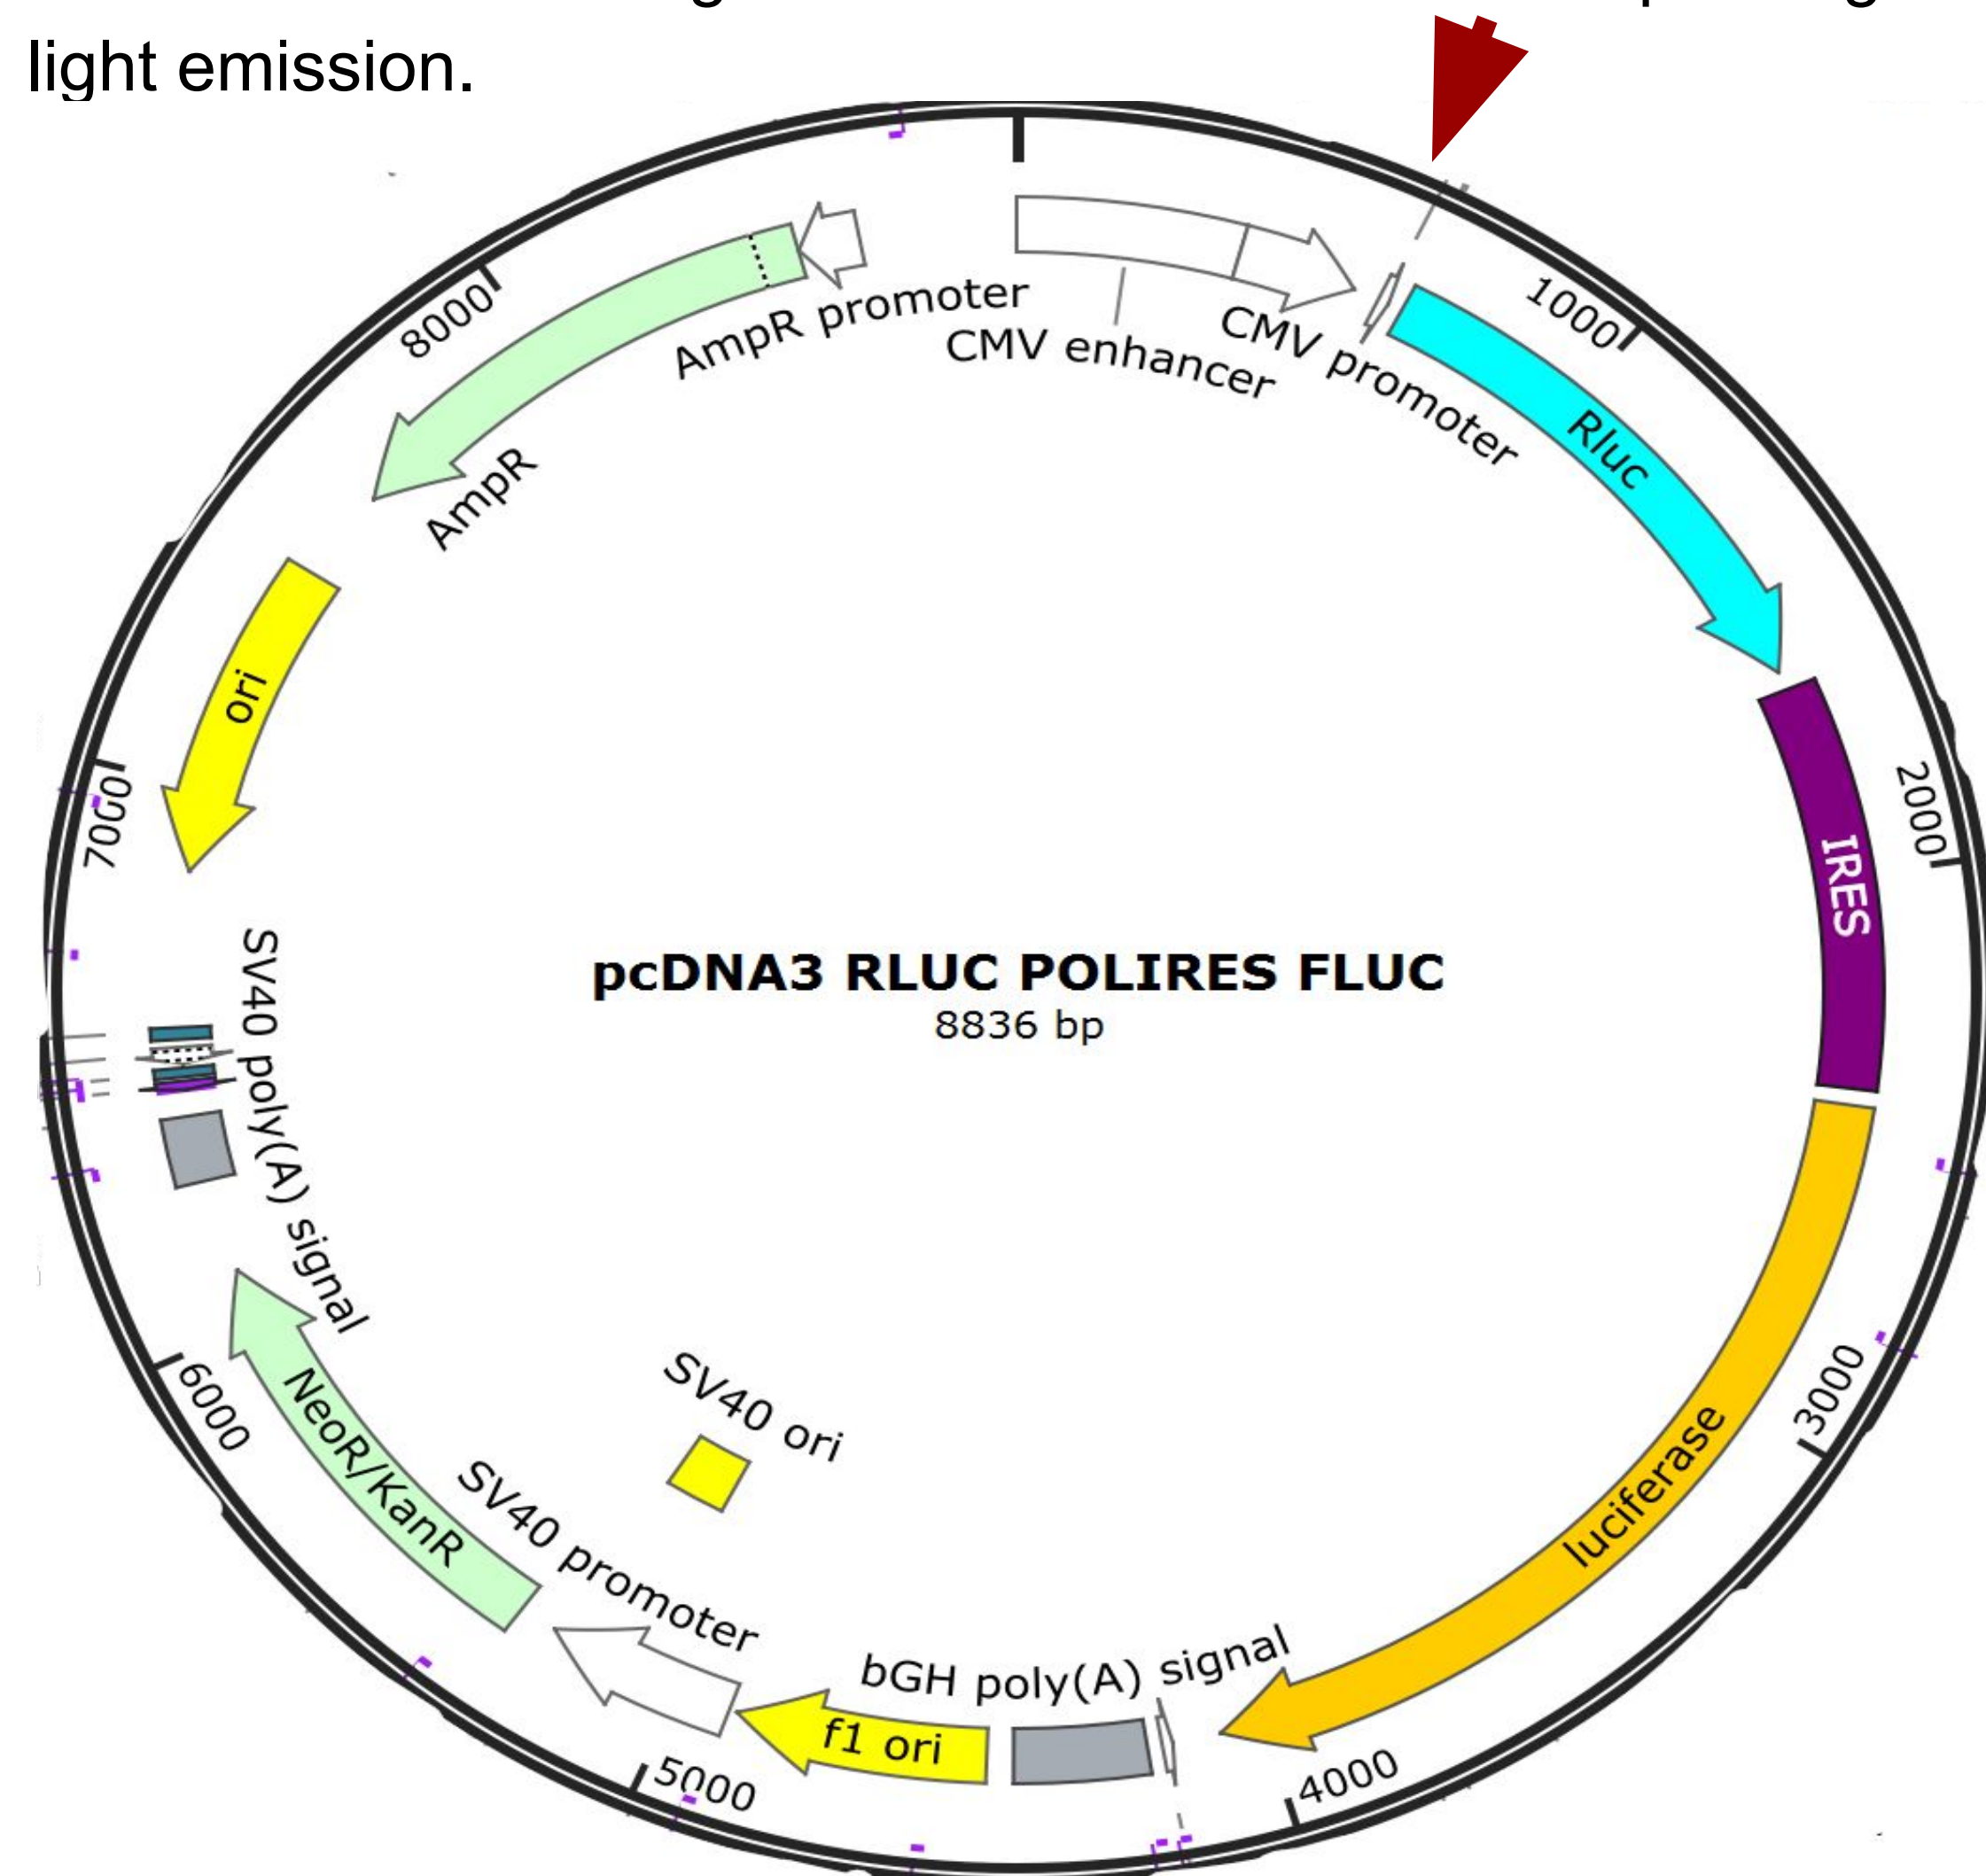 light emission.
AmpR promoter
CMV enhancer
CMV promoter
1000
Rluc
IRES
2000
luciferase
3000
4000
bGH poly(A) signal
f1 ori
5000
SV40 promoter
SV40 ori
NeoR/KanR
6000
SV40 poly(A) signal
7000
ori
AmpR
8000
pcDNA3 RLUC POLIRES FLUC
8836 bp